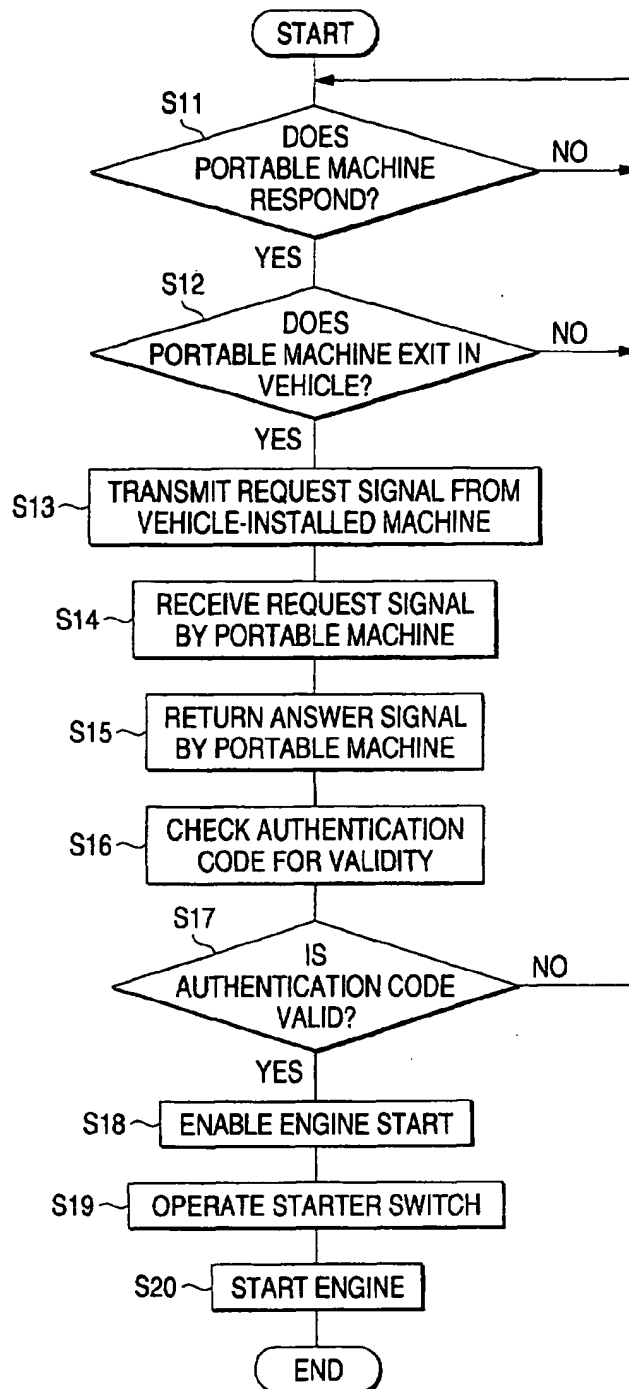 START
S11
DOES
PORTABLE MACHINE
RESPOND?
NO
YES
S12
DOES
PORTABLE MACHINE EXIT IN
VEHICLE?
NO
YES
S13
TRANSMIT REQUEST SIGNAL FROM
VEHICLE-INSTALLED MACHINE
S14
RECEIVE REQUEST SIGNAL
BY PORTABLE MACHINE
S15
RETURN ANSWER SIGNAL
BY PORTABLE MACHINE
S16
CHECK AUTHENTICATION
CODE FOR VALIDITY
S17
IS
AUTHENTICATION CODE
VALID?
NO
YES
S18
ENABLE ENGINE START
S19
OPERATE STARTER SWITCH
S20
START ENGINE
END